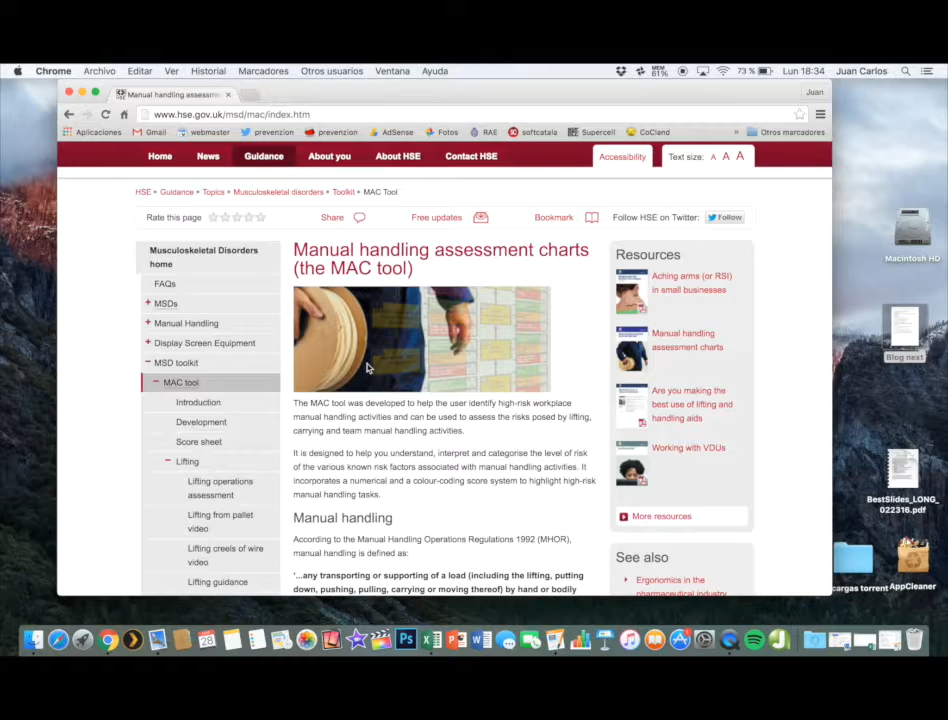 Chrome Archivo Editar Ver Historial Marcadores Otros usuarios Ventana Ayuda MEM 61% 73 % Lun 18:34 Juan Carlos
Manual handling assessm Juan
www.hse.gov.uk/msd/mac/index.htm
Aplicaciones Gmail webmaster prevenzion prevenzion AdSense Fotos RAE softcatala Supercell CoCland » Otros marcadores
Home News Guidance About you About HSE Contact HSE Accessibility Text size: A A A
HSE Guidance Topics Musculoskeletal disorders Toolkit MAC Tool
Rate this page Share Free updates Bookmark Follow HSE on Twitter: Follow
Musculoskeletal Disorders
home
FAQs
+ MSDs
+ Manual Handling
+ Display Screen Equipment
− MSD toolkit
− MAC tool
Introduction
Development
Score sheet
− Lifting
Lifting operations
assessment
Lifting from pallet
video
Lifting creels of wire
video
Lifting guidance
Manual handling assessment charts
(the MAC tool)
The MAC tool was developed to help the user identify high-risk workplace
manual handling activities and can be used to assess the risks posed by lifting,
carrying and team manual handling activities.
It is designed to help you understand, interpret and categorise the level of risk
of the various known risk factors associated with manual handling activities. It
incorporates a numerical and a colour-coding score system to highlight high-risk
manual handling tasks.
Manual handling
According to the Manual Handling Operations Regulations 1992 (MHOR),
manual handling is defined as:
'...any transporting or supporting of a load (including the lifting, putting
down, pushing, pulling, carrying or moving thereof) by hand or bodily
Resources
Aching arms (or RSI)
in small businesses
Manual handling
assessment charts
Are you making the
best use of lifting and
handling aids
Working with VDUs
More resources
See also
Ergonomics in the
pharmaceutical industry
Macintosh HD
Blog next
BestSlides_LONG_
022316.pdf
cargas torrent
AppCleaner
28
Ps